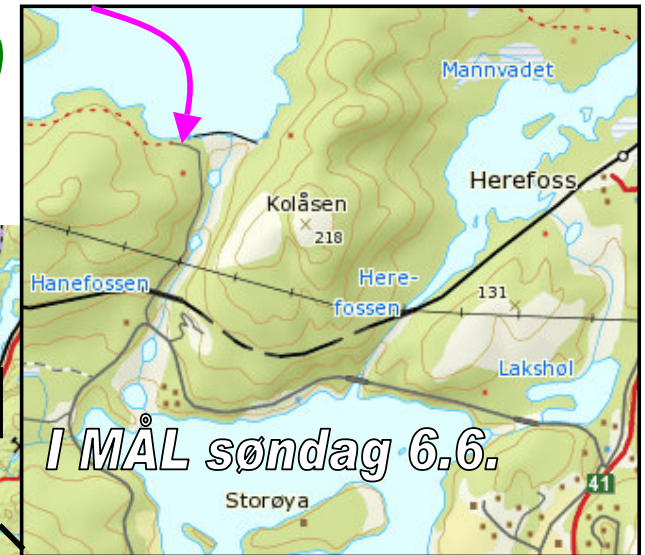 Mannvadet
Herefoss
Kolåsen
218
Hanefossen
Here-
fossen
131
Lakshøl
I MÅL søndag 6.6.
41
Storøya